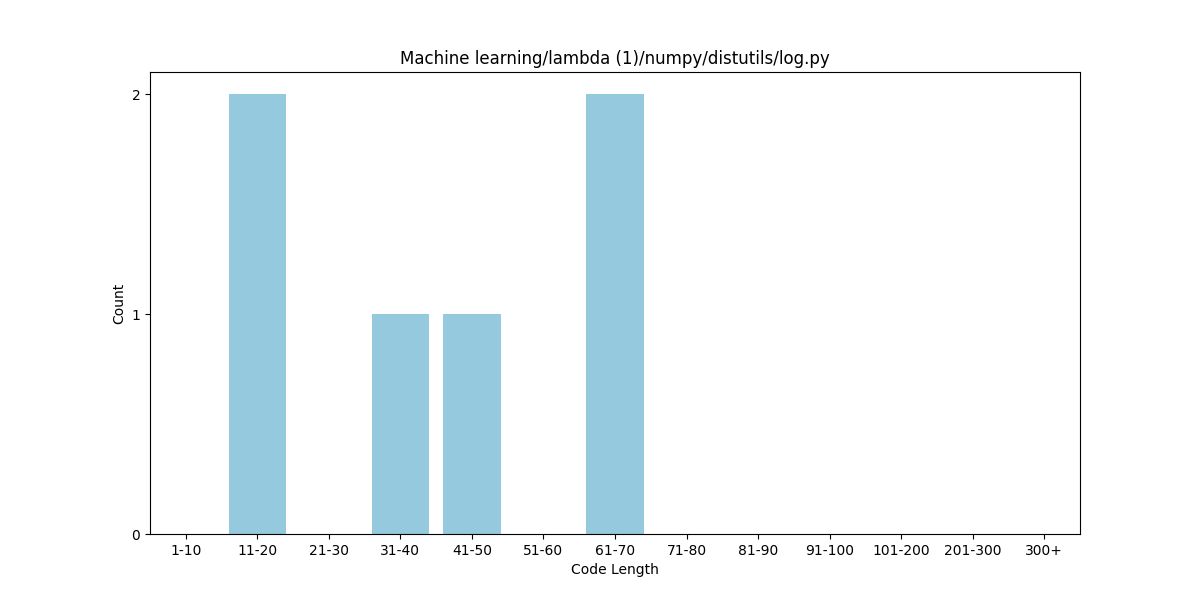 Machine learning/lambda (1)/numpy/distutils/log.py
2
1
0
Count
1-10 11-20 21-30 31-40 41-50 51-60 61-70 71-80 81-90 91-100 101-200 201-300 300+
Code Length